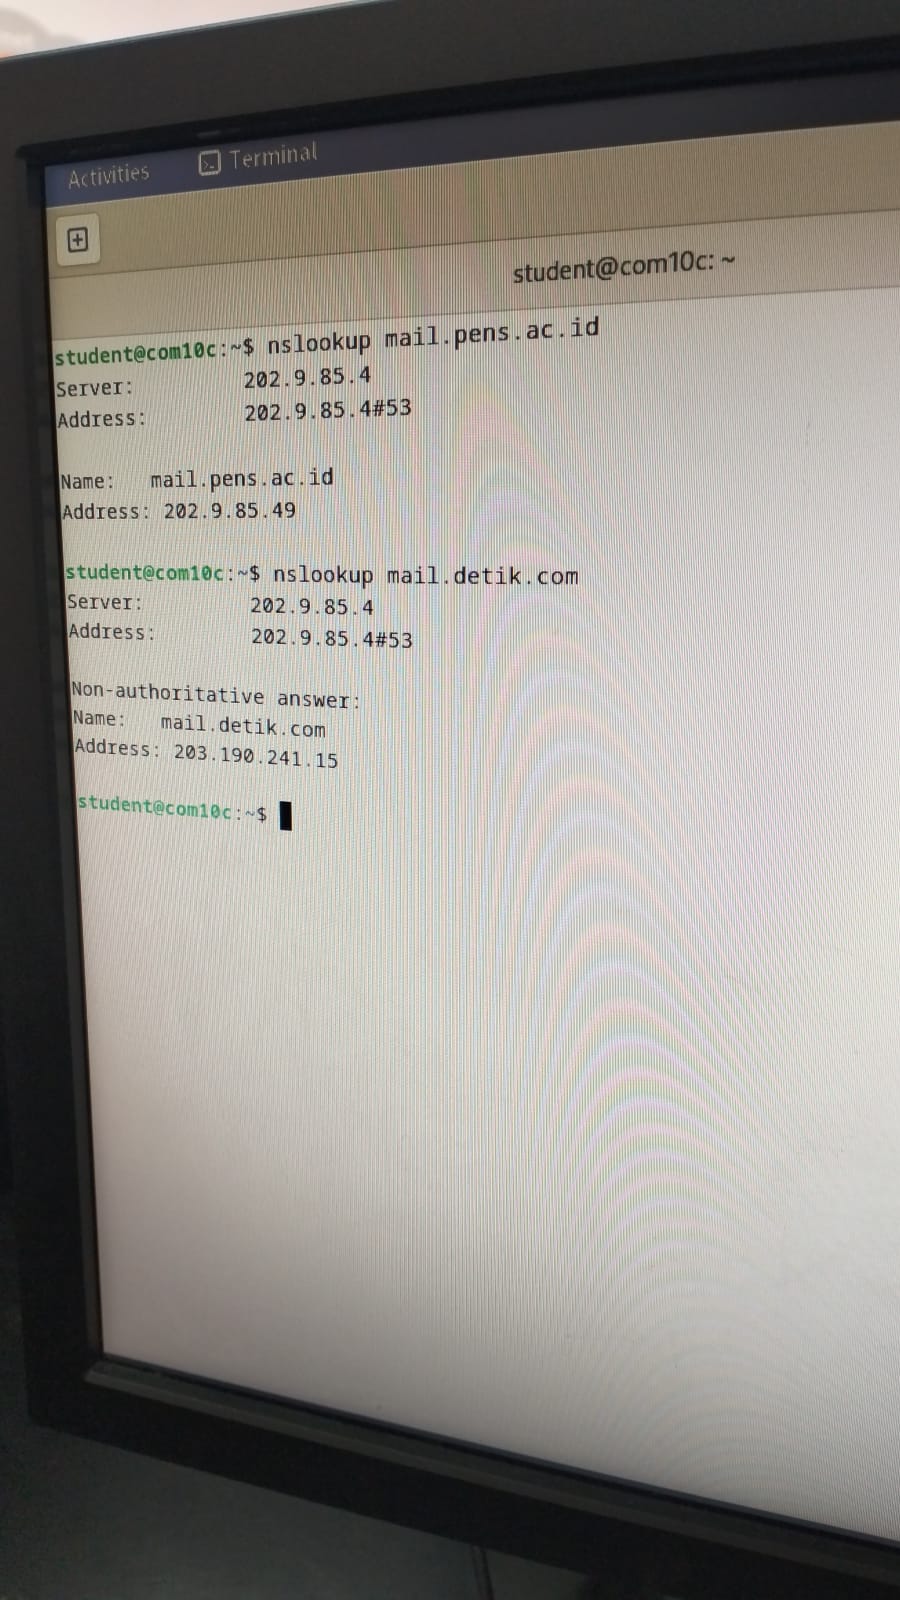 Activities Terminal
student@com10c: ~
student@com10c:~$ nslookup mail.pens.ac.id
Server: 202.9.85.4
Address: 202.9.85.4#53
Name: mail.pens.ac.id
Address: 202.9.85.49
student@com10c:~$ nslookup mail.detik.com
Server: 202.9.85.4
Address: 202.9.85.4#53
Non-authoritative answer:
Name: mail.detik.com
Address: 203.190.241.15
student@com10c:~$